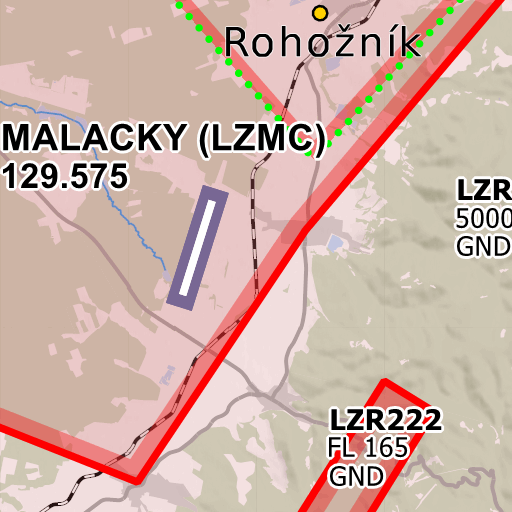 Rohožník
MALACKY (LZMC)
129.575
LZR
5000
GND
LZR222
FL 165
GND